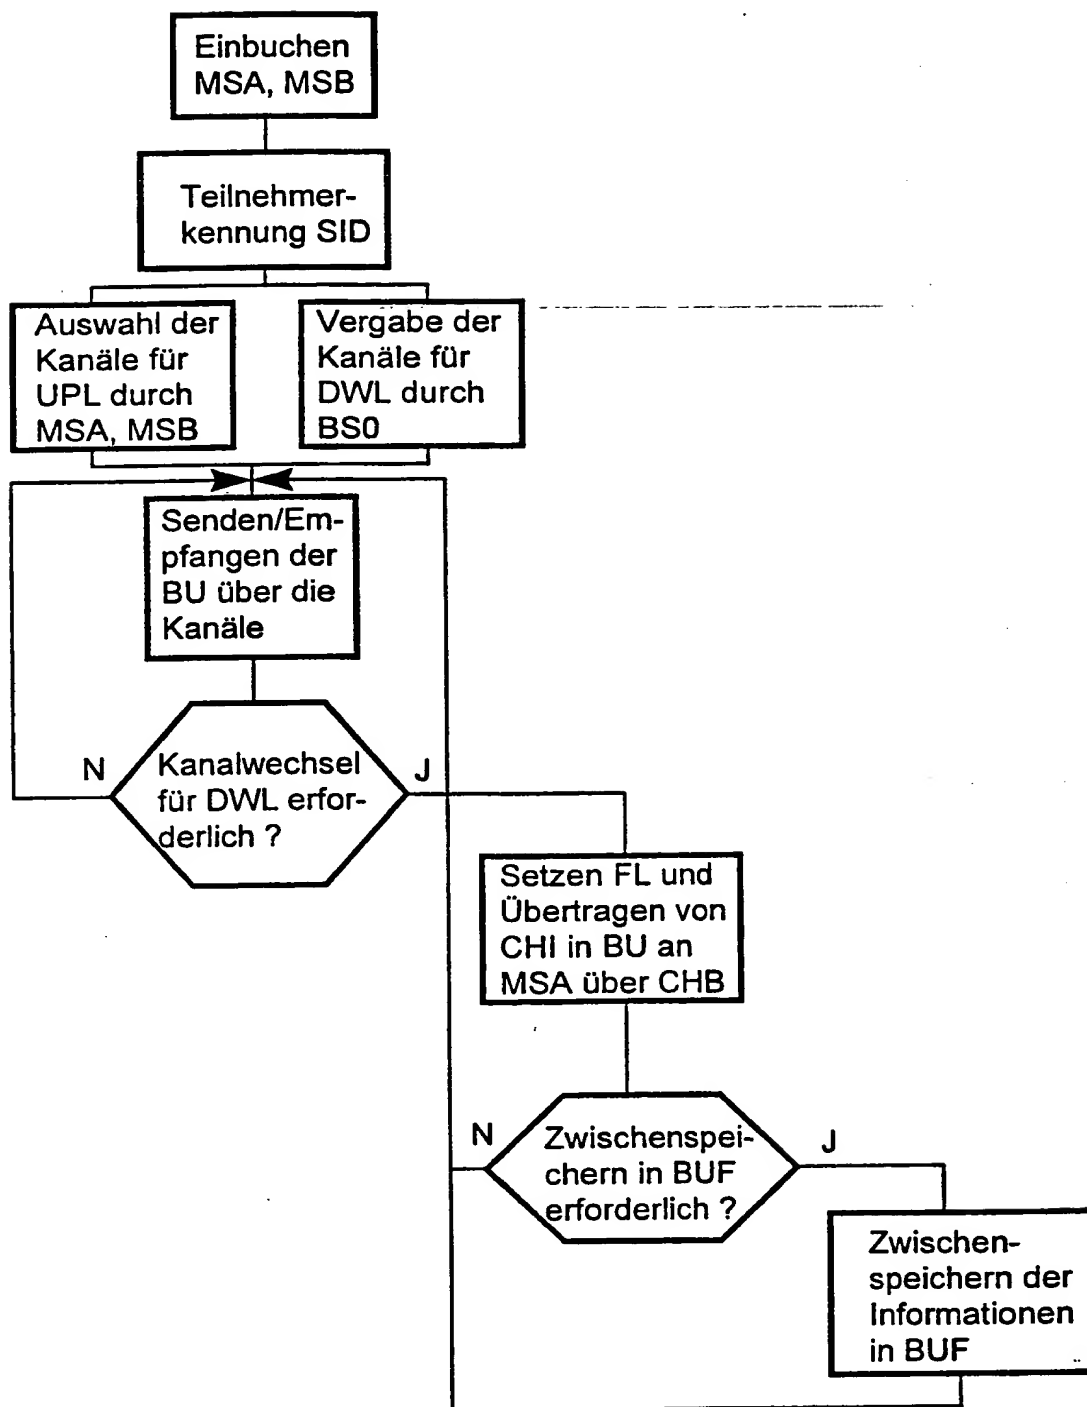 Einbuchen
MSA, MSB
Teilnehmer-
kennung SID
Auswahl der
Kanäle für
UPL durch
MSA, MSB
Vergabe der
Kanäle für
DWL durch
BS0
Senden/Em-
pfangen der
BU über die
Kanäle
N
Kanalwechsel
für DWL erfor-
derlich ?
J
Setzen FL und
Übertragen von
CHI in BU an
MSA über CHB
N
Zwischenspei-
chern in BUF
erforderlich ?
J
Zwischen-
speichern der
Informationen
in BUF